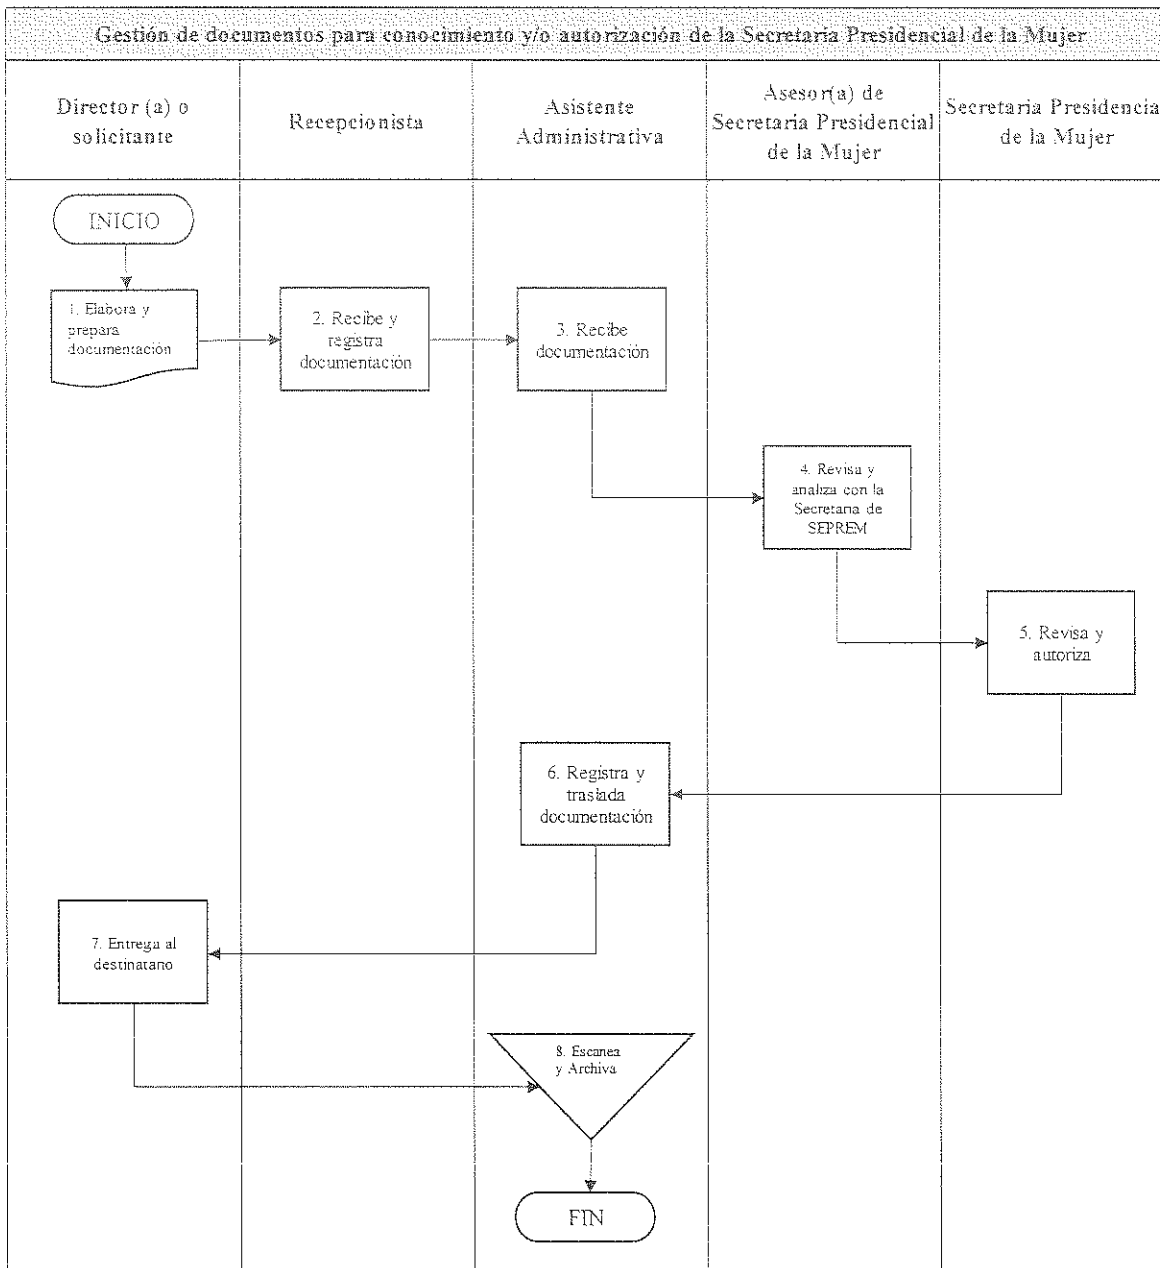 Gestión de documentos para conocimiento y/o autorización de la Secretaria Presidencial de la Mujer
Director (a) o
solicitante
Recepcionista
Asistente
Administrativa
Asesor(a) de
Secretaria Presidencial
de la Mujer
Secretaria Presidencia
de la Mujer
INICIO
1. Elabora y
prepara
documentación
2. Recibe y
registra
documentación
3. Recibe
documentación
4. Revisa y
analiza con la
Secretaria de
SEPREM
5. Revisa y
autoriza
6. Registra y
traslada
documentación
7. Entrega al
destinatario
8. Escanea
y Archiva
FIN